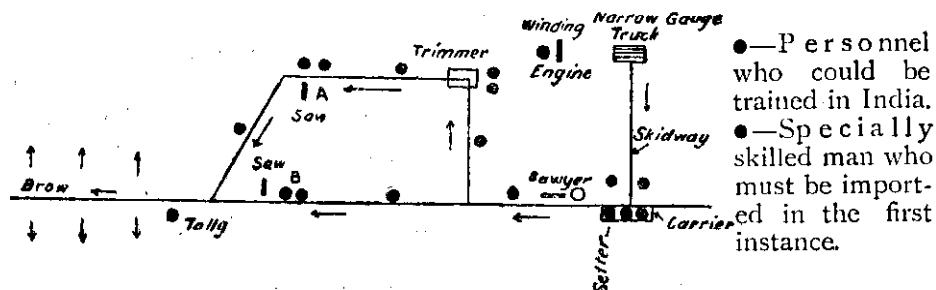 Winding
Engine
Narrow Gauge
Truck
Trimmer
A
Saw
Skidway
Saw
B
Sawyer
Brow
Tally
Carrier
Setter
●—Personnel
who could be
trained in India.
●—Specially
skilled man who
must be import-
ed in the first
instance.